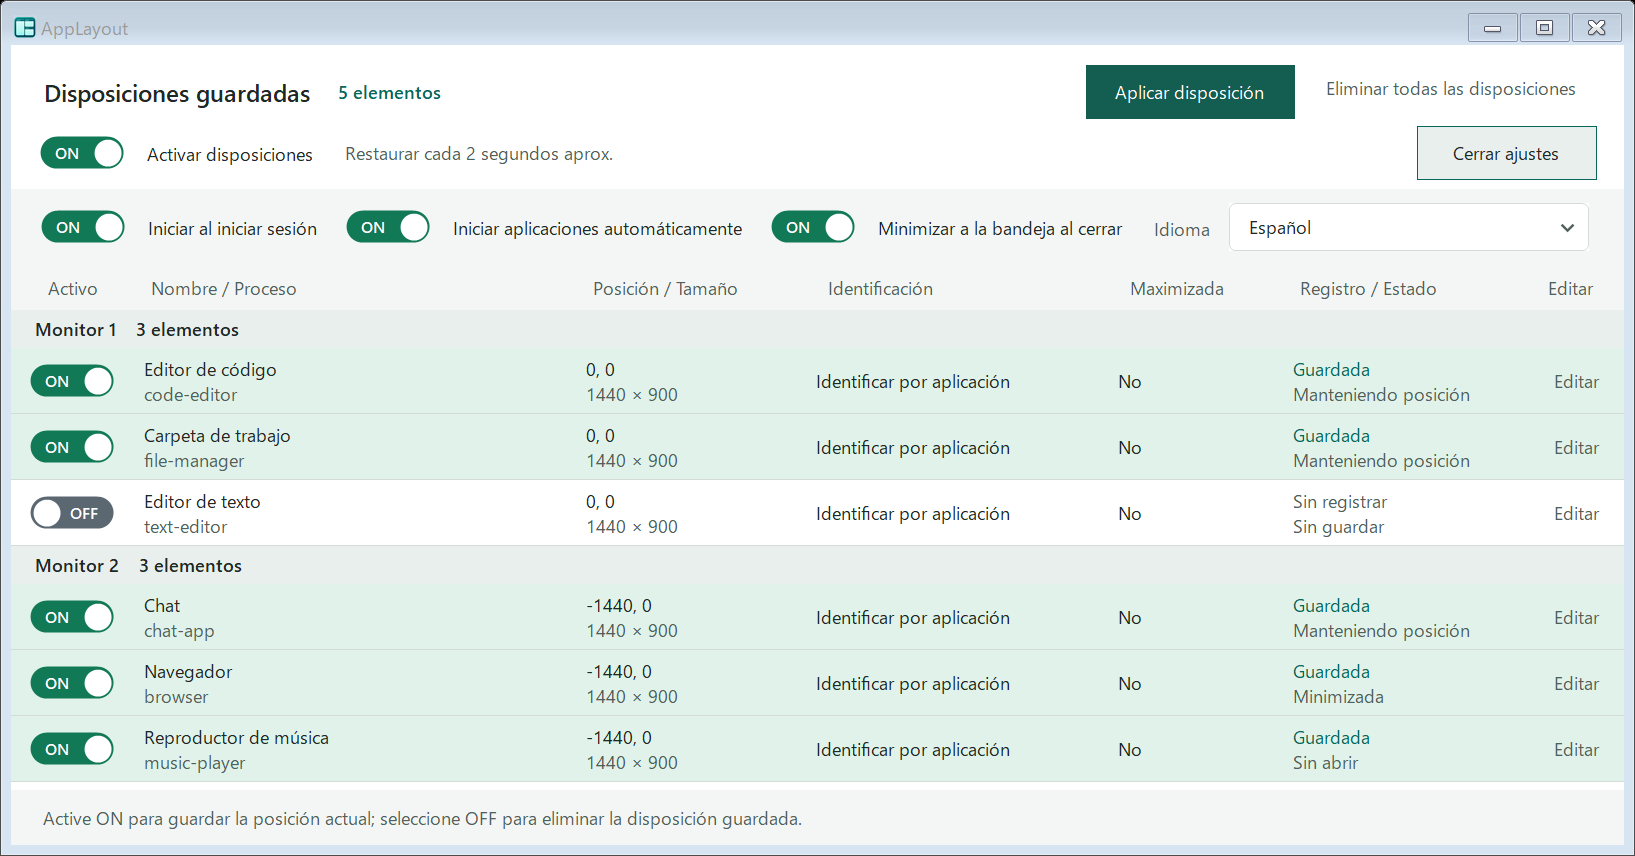 AppLayout
Disposiciones guardadas 5 elementos Aplicar disposición Eliminar todas las disposiciones
ON Activar disposiciones Restaurar cada 2 segundos aprox. Cerrar ajustes
ON Iniciar al iniciar sesión ON Iniciar aplicaciones automáticamente ON Minimizar a la bandeja al cerrar Idioma Español
Activo Nombre / Proceso Posición / Tamaño Identificación Maximizada Registro / Estado Editar
Monitor 1 3 elementos
ON Editor de código 0, 0 Identificar por aplicación No Guardada Editar
code-editor 1440 × 900 Manteniendo posición
ON Carpeta de trabajo 0, 0 Identificar por aplicación No Guardada Editar
file-manager 1440 × 900 Manteniendo posición
OFF Editor de texto 0, 0 Identificar por aplicación No Sin registrar Editar
text-editor 1440 × 900 Sin guardar
Monitor 2 3 elementos
ON Chat -1440, 0 Identificar por aplicación No Guardada Editar
chat-app 1440 × 900 Manteniendo posición
ON Navegador -1440, 0 Identificar por aplicación No Guardada Editar
browser 1440 × 900 Minimizada
ON Reproductor de música -1440, 0 Identificar por aplicación No Guardada Editar
music-player 1440 × 900 Sin abrir
Active ON para guardar la posición actual; seleccione OFF para eliminar la disposición guardada.